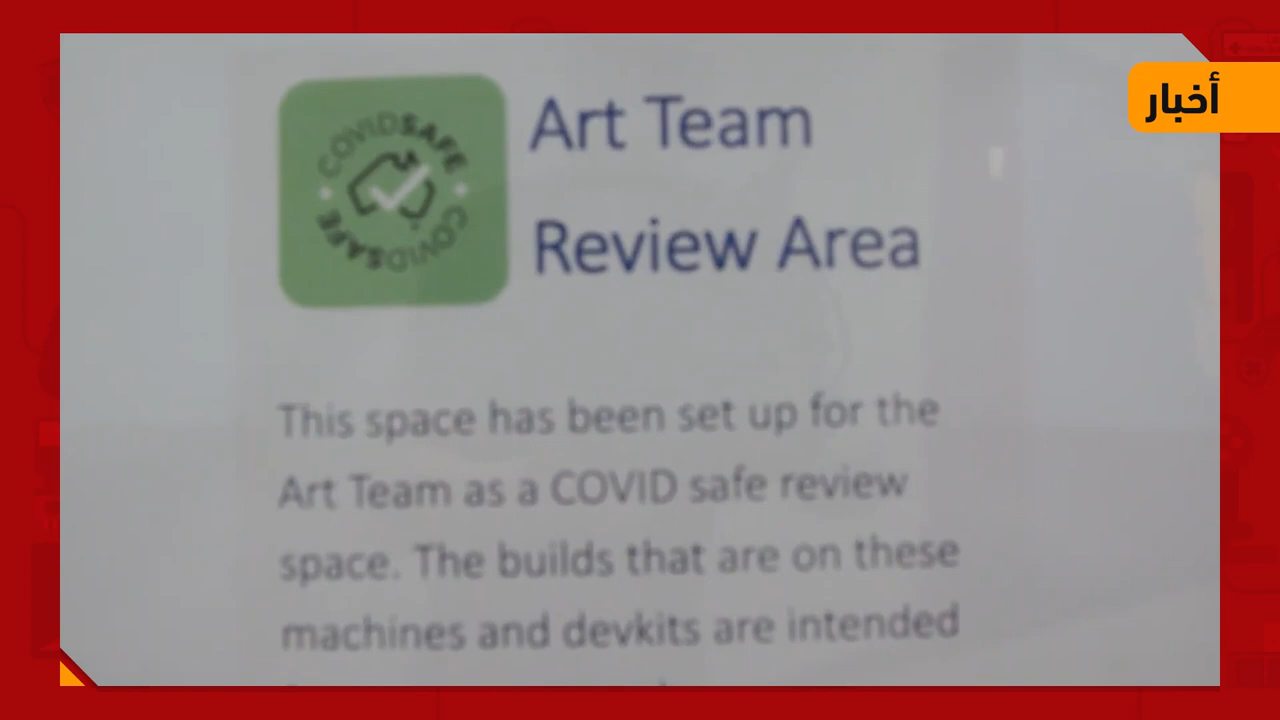 أخبار
COVIDSAFE
COVIDSAFE
Art Team
Review Area
This space has been set up for the
Art Team as a COVID safe review
space. The builds that are on these
machines and devkits are intended